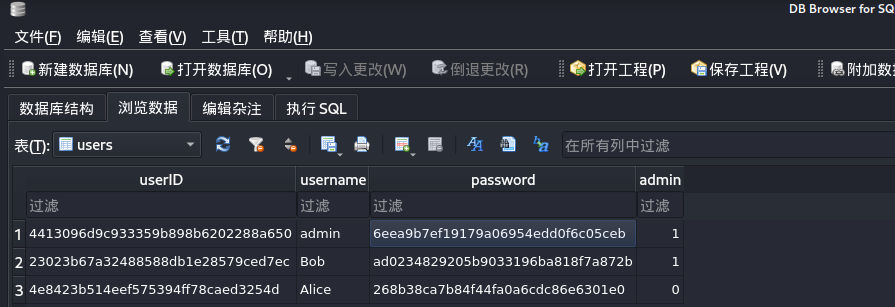 DB Browser for SQ
文件(F) 编辑(E) 查看(V) 工具(T) 帮助(H)
新建数据库(N) 打开数据库(O) 写入更改(W) 倒退更改(R) 打开工程(P) 保存工程(V) 附加数
数据库结构 浏览数据 编辑杂注 执行 SQL
表(T): users 在所有列中过滤
userID username password admin
过滤 过滤 过滤 过滤
1 4413096d9c933359b898b6202288a650 admin 6eea9b7ef19179a06954edd0f6c05ceb 1
2 23023b67a32488588db1e28579ced7ec Bob ad0234829205b9033196ba818f7a872b 1
3 4e8423b514eef575394ff78caed3254d Alice 268b38ca7b84f44fa0a6cdc86e6301e0 0